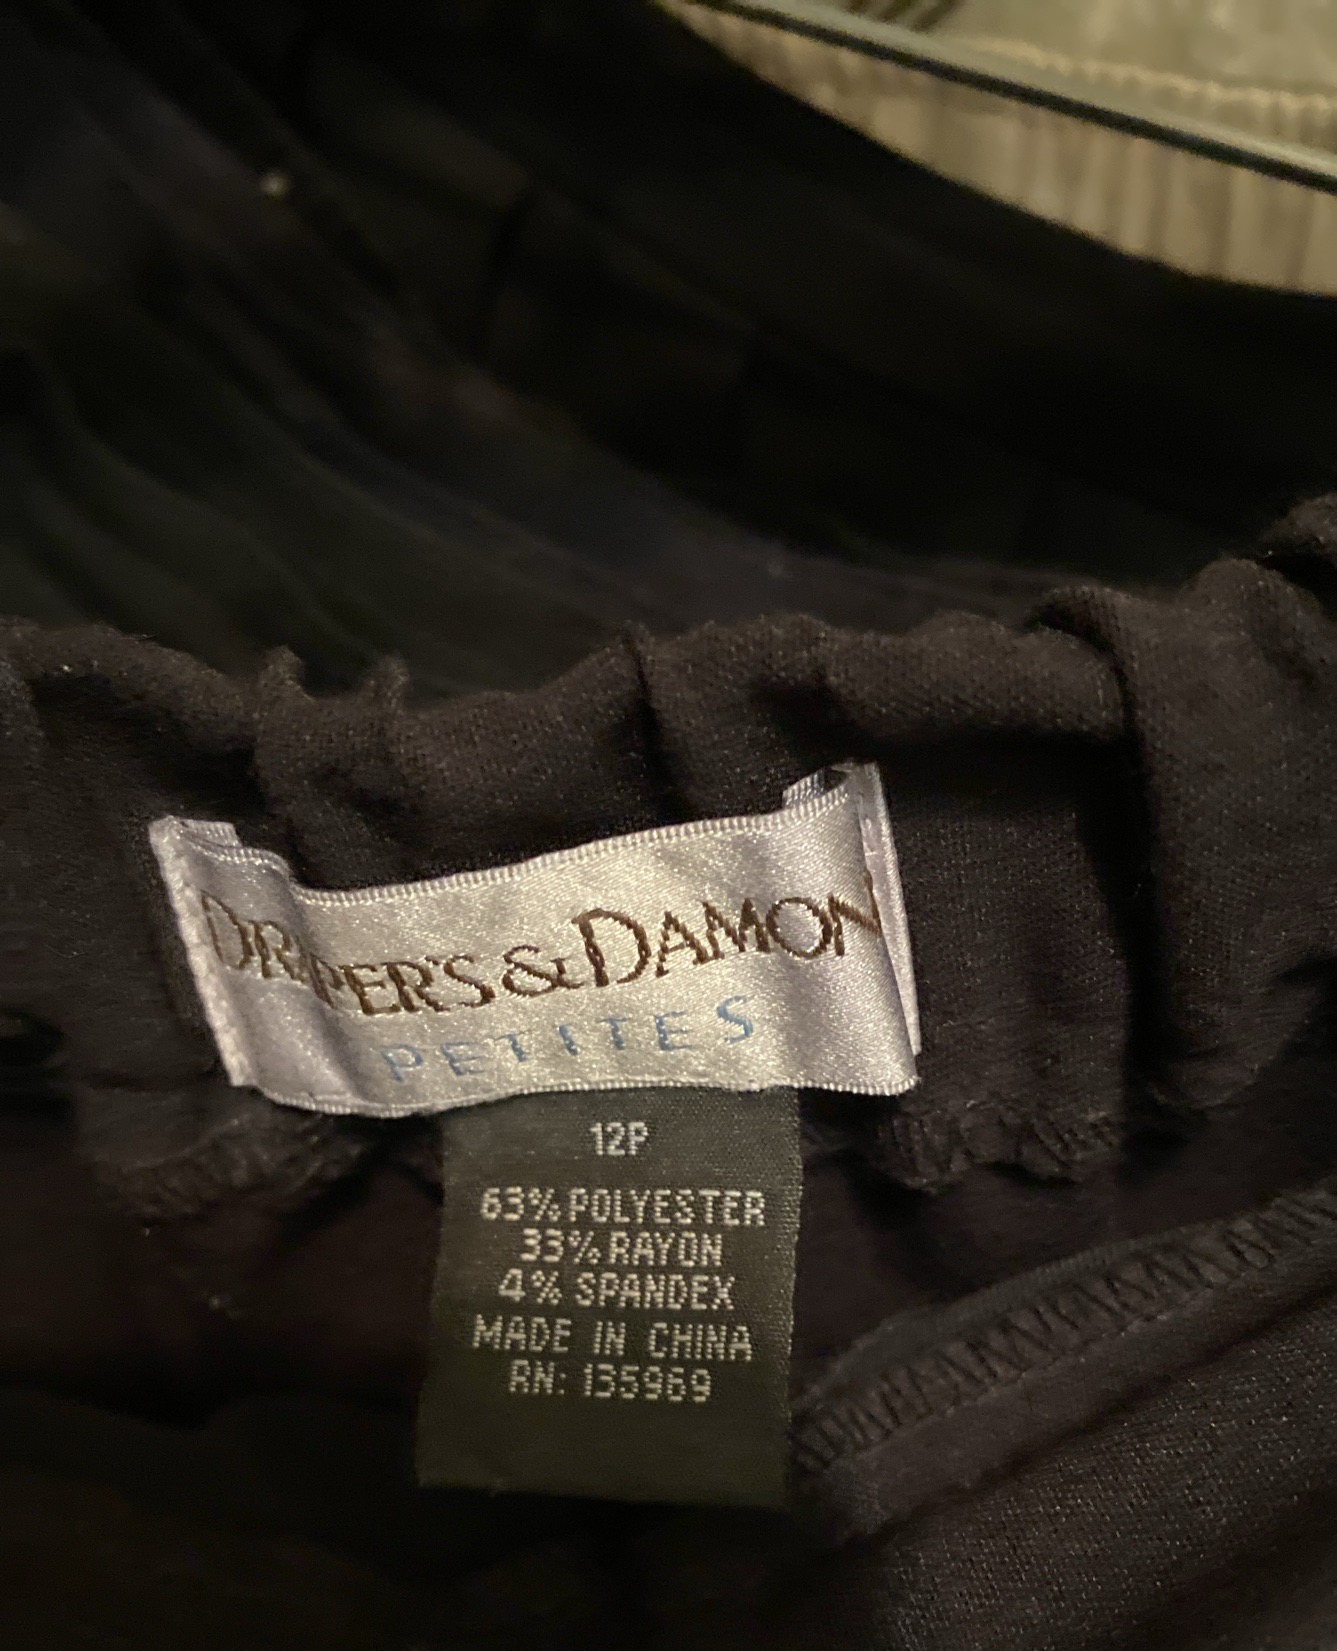 DRAPER'S & DAMON
PETITES
12P
63% POLYESTER
33% RAYON
4% SPANDEX
MADE IN CHINA
RN: 135969